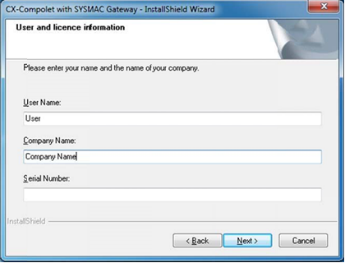 CX-Compolet with SYSMAC Gateway - InstallShield Wizard
User and licence information
Please enter your name and the name of your company.
User Name:
User
Company Name:
Company Name
Serial Number:
InstallShield
< Back Next > Cancel